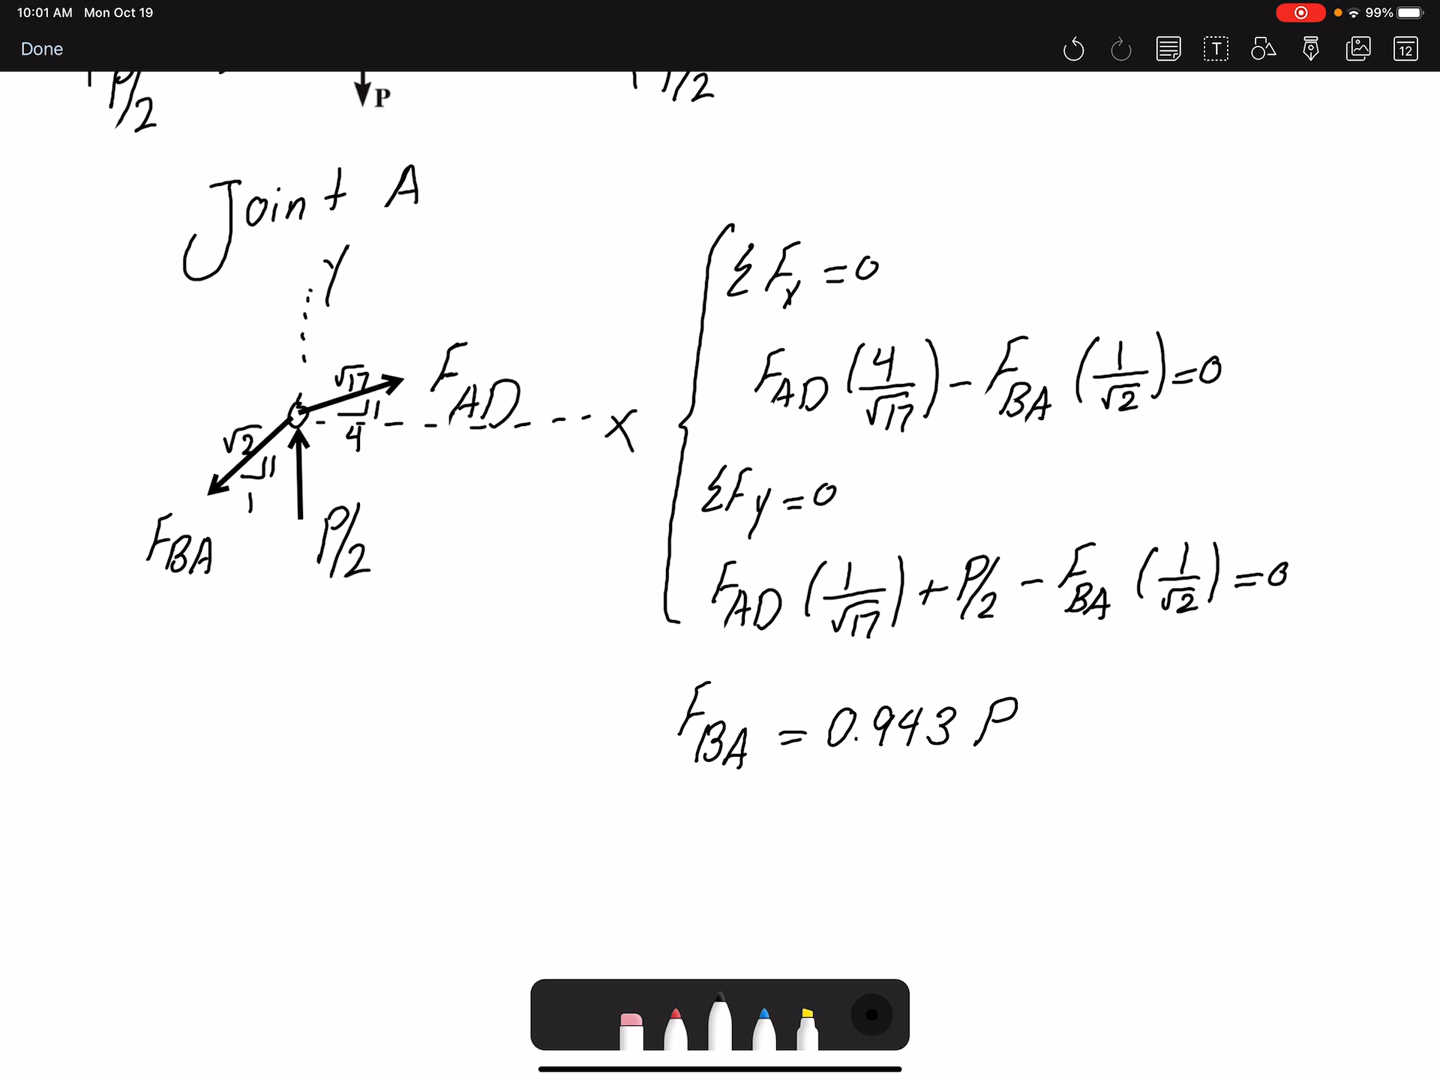 10:01 AM Mon Oct 19
99%
Done
T
12
P/2
P
Joint A
Y
√17
F_AD
1
4
X
√2
1
1
F_BA
P/2
ΣF_x = 0
F_AD (4/√17) - F_BA (1/√2) = 0
ΣF_y = 0
F_AD (1/√17) + P/2 - F_BA (1/√2) = 0
F_BA = 0.943 P